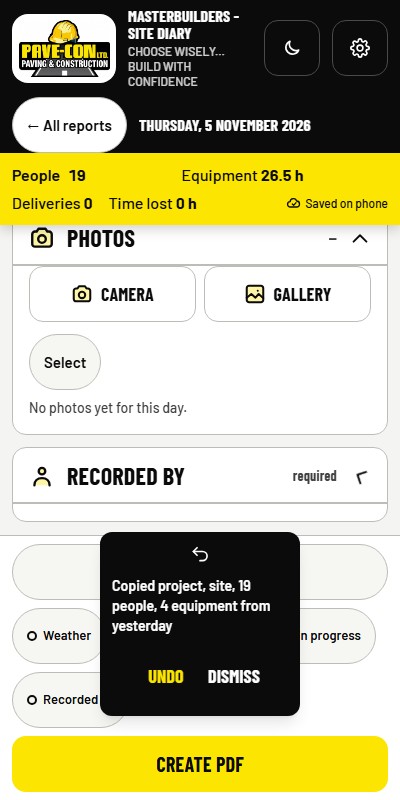 PAVE-CON LTD.
PAVING & CONSTRUCTION
MASTERBUILDERS -
SITE DIARY
CHOOSE WISELY...
BUILD WITH
CONFIDENCE
← All reports
THURSDAY, 5 NOVEMBER 2026
People 19
Equipment 26.5 h
Deliveries 0
Time lost 0 h
Saved on phone
PHOTOS
–
CAMERA
GALLERY
Select
No photos yet for this day.
RECORDED BY
required
Copied project, site, 19
people, 4 equipment from
yesterday
UNDO
DISMISS
Weather
n progress
Recorded
CREATE PDF